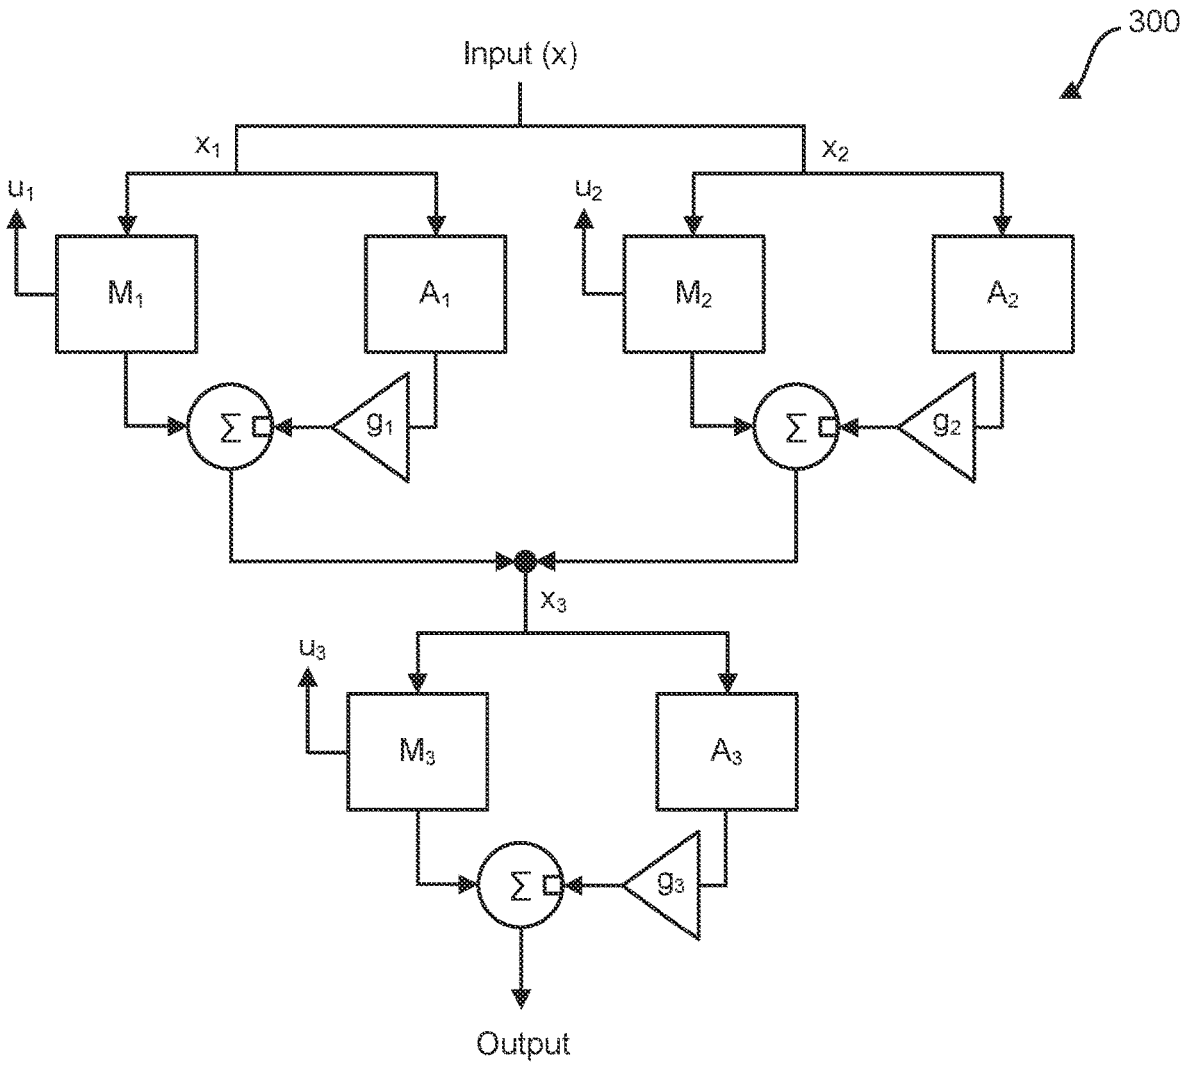 300
Input (x)
x₁
x₂
u₁
u₂
M₁
A₁
M₂
A₂
Σ
g₁
Σ
g₂
x₃
u₃
M₃
A₃
Σ
g₃
Output